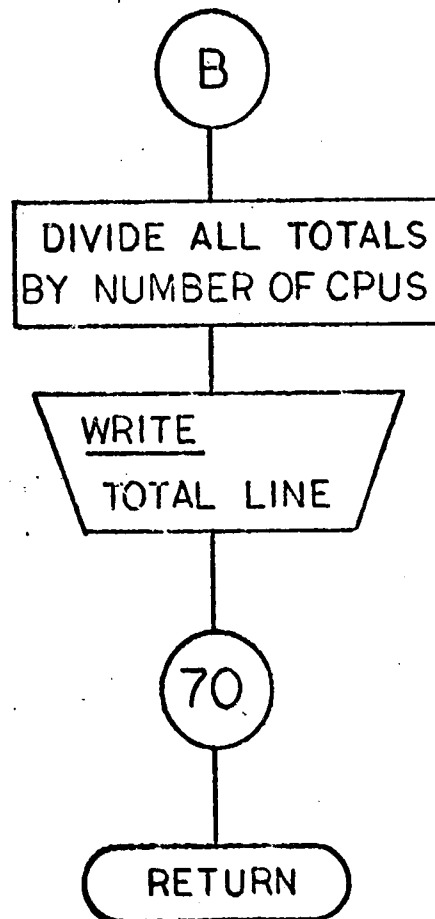 B
DIVIDE ALL TOTALS
BY NUMBER OF CPUS
WRITE
TOTAL LINE
70
RETURN